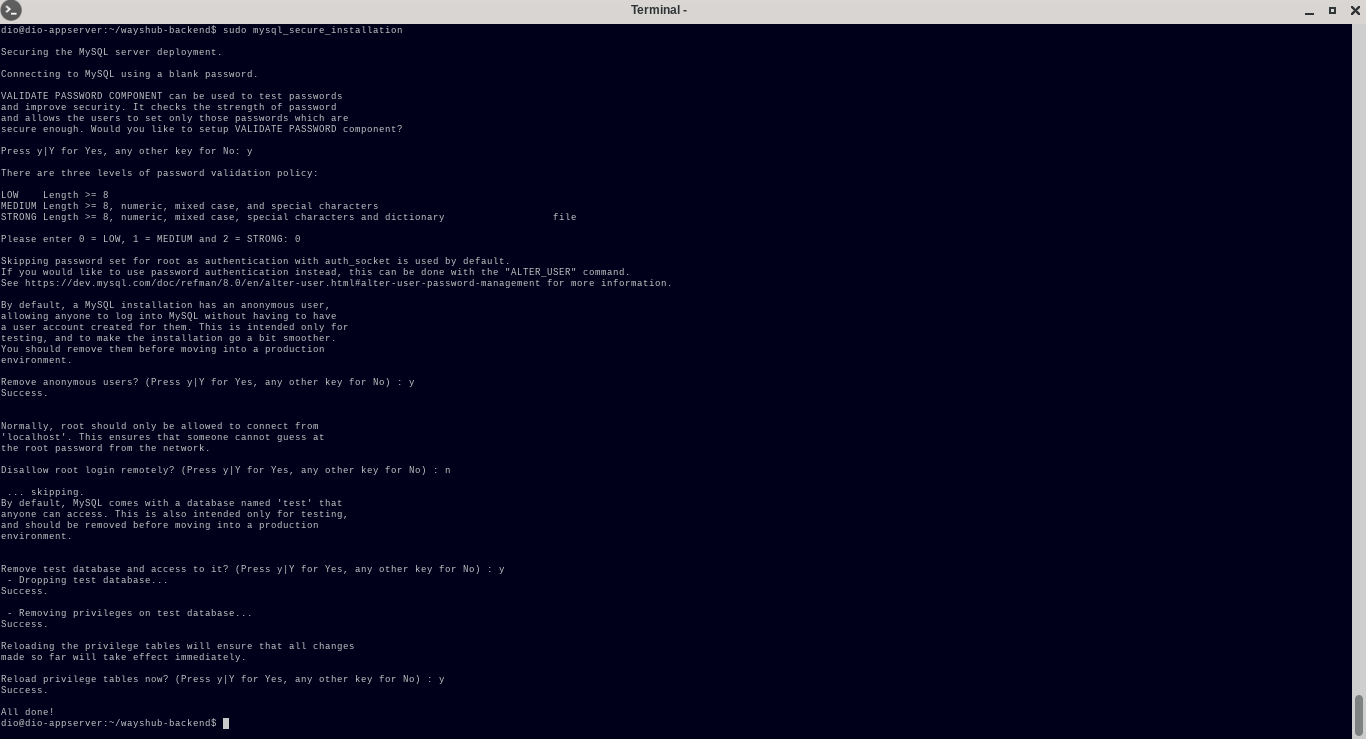 Terminal -
dio@dio-appserver:~/wayshub-backend$ sudo mysql_secure_installation
Securing the MySQL server deployment.
Connecting to MySQL using a blank password.
VALIDATE PASSWORD COMPONENT can be used to test passwords
and improve security. It checks the strength of password
and allows the users to set only those passwords which are
secure enough. Would you like to setup VALIDATE PASSWORD component?
Press y|Y for Yes, any other key for No: y
There are three levels of password validation policy:
LOW    Length >= 8
MEDIUM Length >= 8, numeric, mixed case, and special characters
STRONG Length >= 8, numeric, mixed case, special characters and dictionary                  file
Please enter 0 = LOW, 1 = MEDIUM and 2 = STRONG: 0
Skipping password set for root as authentication with auth_socket is used by default.
If you would like to use password authentication instead, this can be done with the "ALTER_USER" command.
See https://dev.mysql.com/doc/refman/8.0/en/alter-user.html#alter-user-password-management for more information.
By default, a MySQL installation has an anonymous user,
allowing anyone to log into MySQL without having to have
a user account created for them. This is intended only for
testing, and to make the installation go a bit smoother.
You should remove them before moving into a production
environment.
Remove anonymous users? (Press y|Y for Yes, any other key for No) : y
Success.
Normally, root should only be allowed to connect from
'localhost'. This ensures that someone cannot guess at
the root password from the network.
Disallow root login remotely? (Press y|Y for Yes, any other key for No) : n
 ... skipping.
By default, MySQL comes with a database named 'test' that
anyone can access. This is also intended only for testing,
and should be removed before moving into a production
environment.
Remove test database and access to it? (Press y|Y for Yes, any other key for No) : y
 - Dropping test database...
Success.
 - Removing privileges on test database...
Success.
Reloading the privilege tables will ensure that all changes
made so far will take effect immediately.
Reload privilege tables now? (Press y|Y for Yes, any other key for No) : y
Success.
All done!
dio@dio-appserver:~/wayshub-backend$